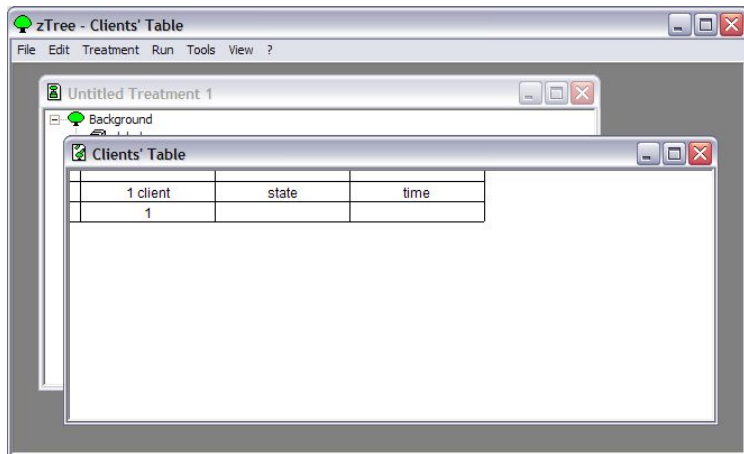 zTree - Clients' Table
File Edit Treatment Run Tools View ?
Untitled Treatment 1
Background
Clients' Table
1 client state time
1